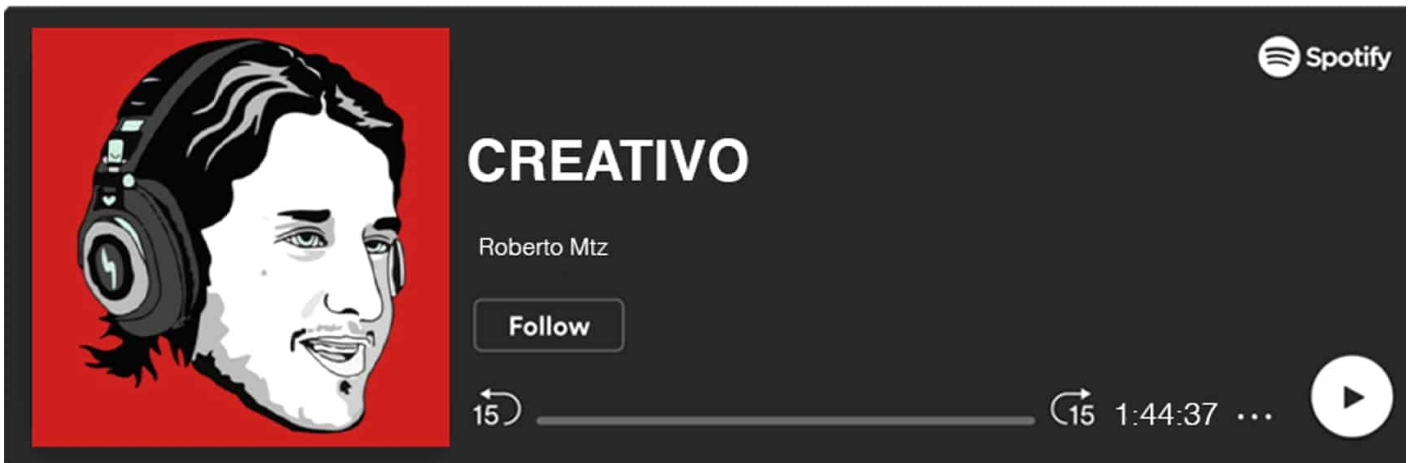 Spotify
CREATIVO
Roberto Mtz
Follow
15
15 1:44:37 ...